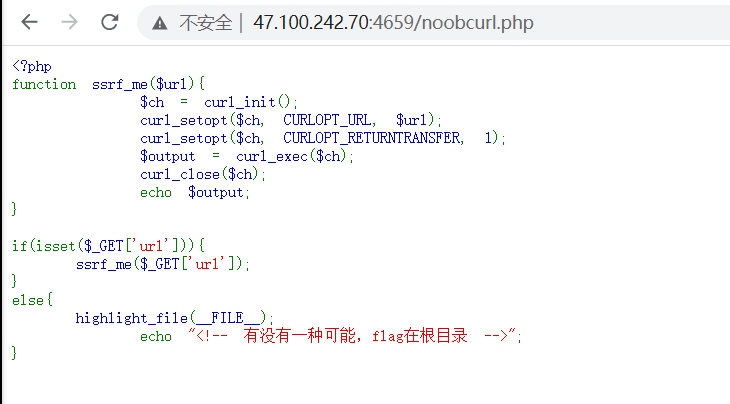 不安全 | 47.100.242.70:4659/noobcurl.php
<?php
function ssrf_me($url){
$ch = curl_init();
curl_setopt($ch, CURLOPT_URL, $url);
curl_setopt($ch, CURLOPT_RETURNTRANSFER, 1);
$output = curl_exec($ch);
curl_close($ch);
echo $output;
}
if(isset($_GET['url'])){
ssrf_me($_GET['url']);
}
else{
highlight_file(__FILE__);
echo "<!-- 有没有一种可能，flag在根目录 -->";
}